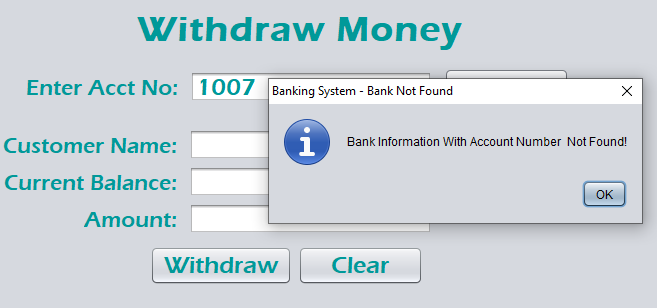 Withdraw Money
Enter Acct No: 1007
Banking System - Bank Not Found
Bank Information With Account Number  Not Found!
OK
Customer Name:
Current Balance:
Amount:
Withdraw Clear